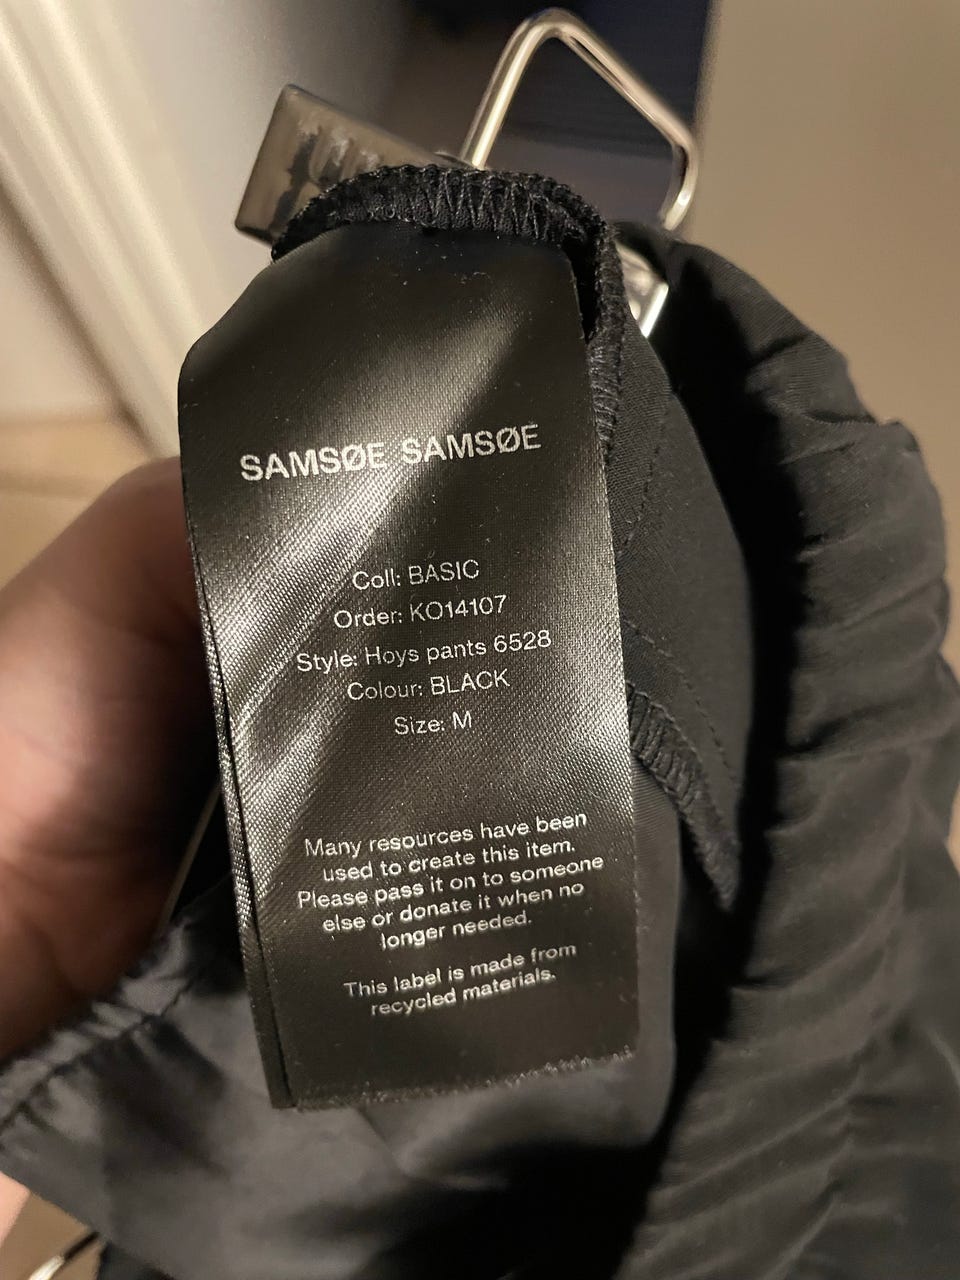 SAMSØE SAMSØE
Coll: BASIC
Order: KO14107
Style: Hoys pants 6528
Colour: BLACK
Size: M
Many resources have been
used to create this item.
Please pass it on to someone
else or donate it when no
longer needed.
This label is made from
recycled materials.